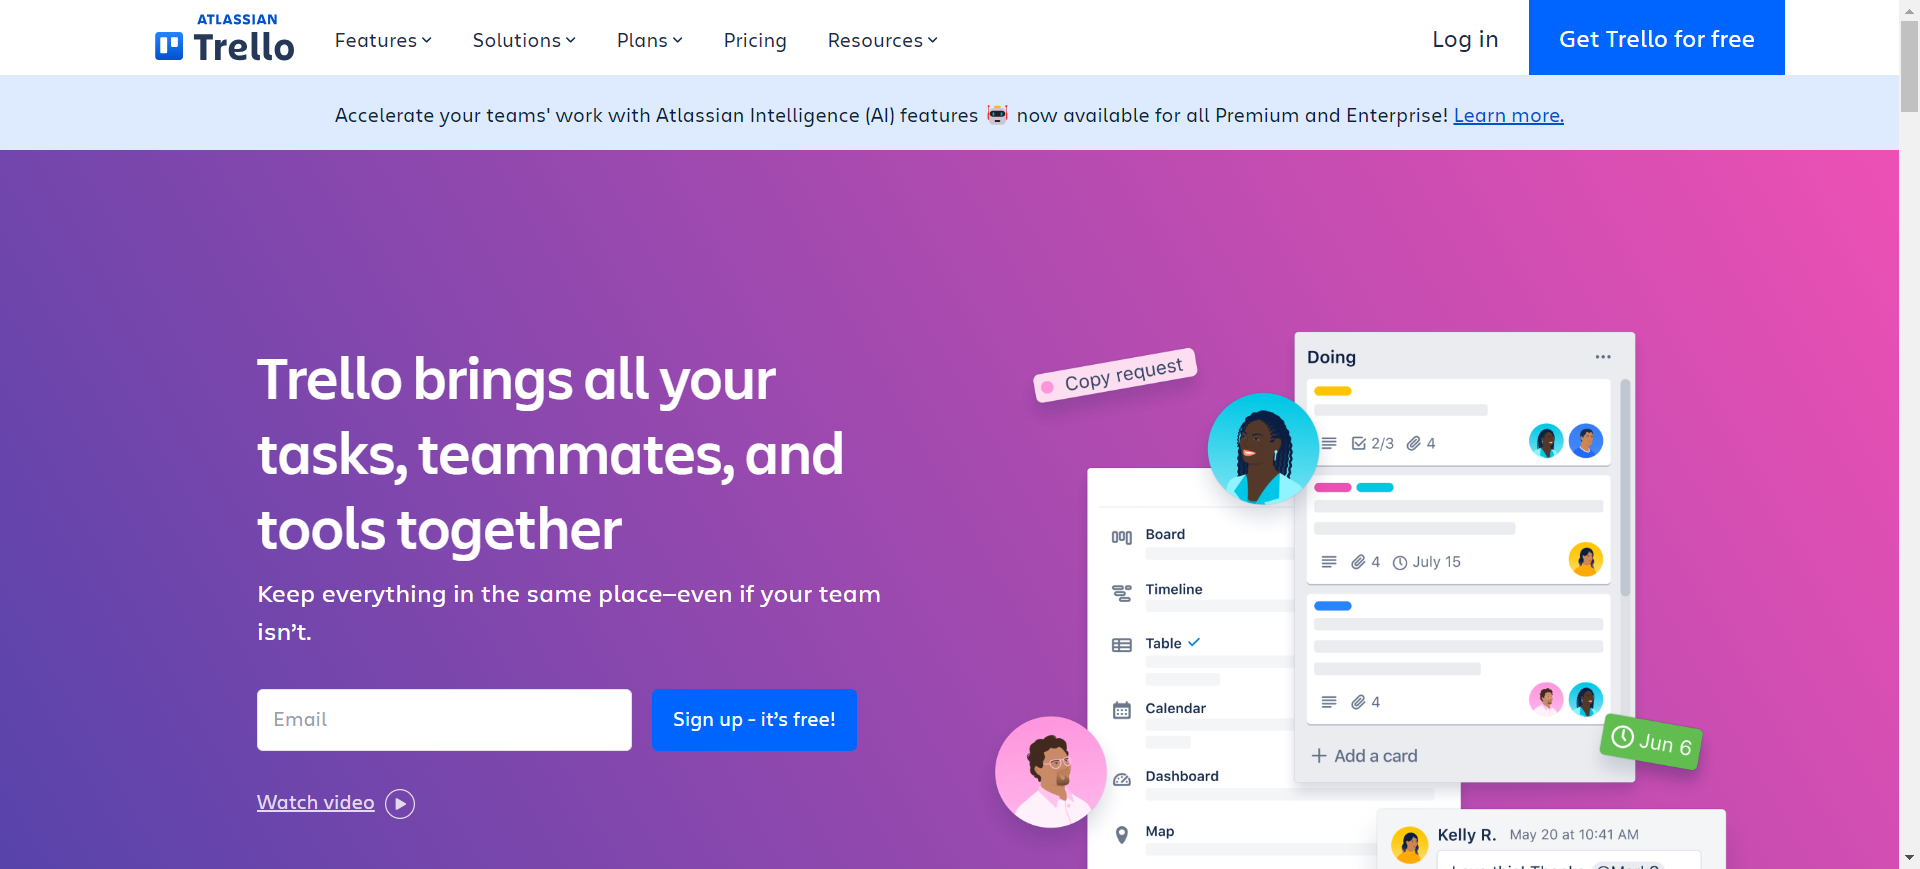 ATLASSIAN
Trello
Features
Solutions
Plans
Pricing
Resources
Log in
Get Trello for free
Accelerate your teams' work with Atlassian Intelligence (AI) features 🤖 now available for all Premium and Enterprise! Learn more.
Trello brings all your
tasks, teammates, and
tools together
Keep everything in the same place—even if your team
isn’t.
Email
Sign up - it’s free!
Watch video
Copy request
Doing
2/3
4
4
July 15
4
Add a card
Jun 6
Board
Timeline
Table
Calendar
Dashboard
Map
Kelly R.
May 20 at 10:41 AM